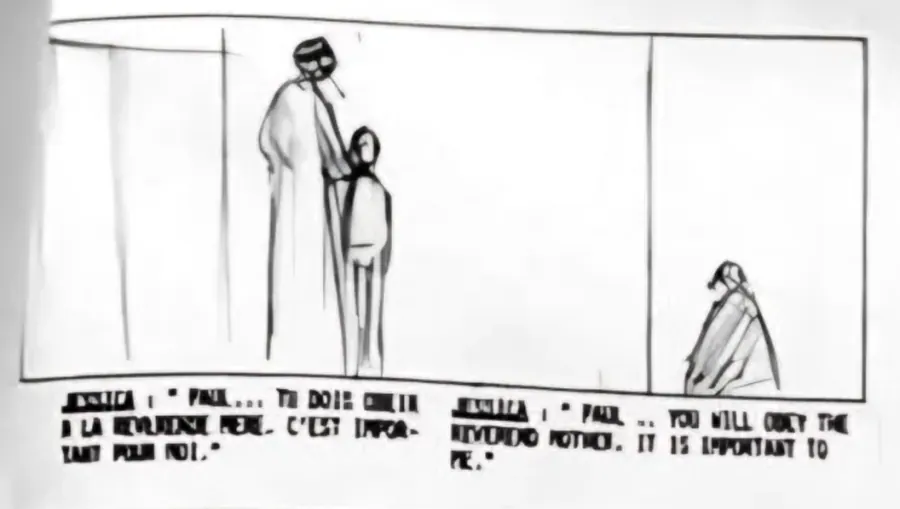 JESSICA : " PAUL... TU DOIS OBEIR
A LA REVERENDE MERE. C'EST IMPOR-
TANT POUR MOI."
JESSICA : " PAUL ... YOU WILL OBEY THE
REVEREND MOTHER. IT IS IMPORTANT TO
ME."